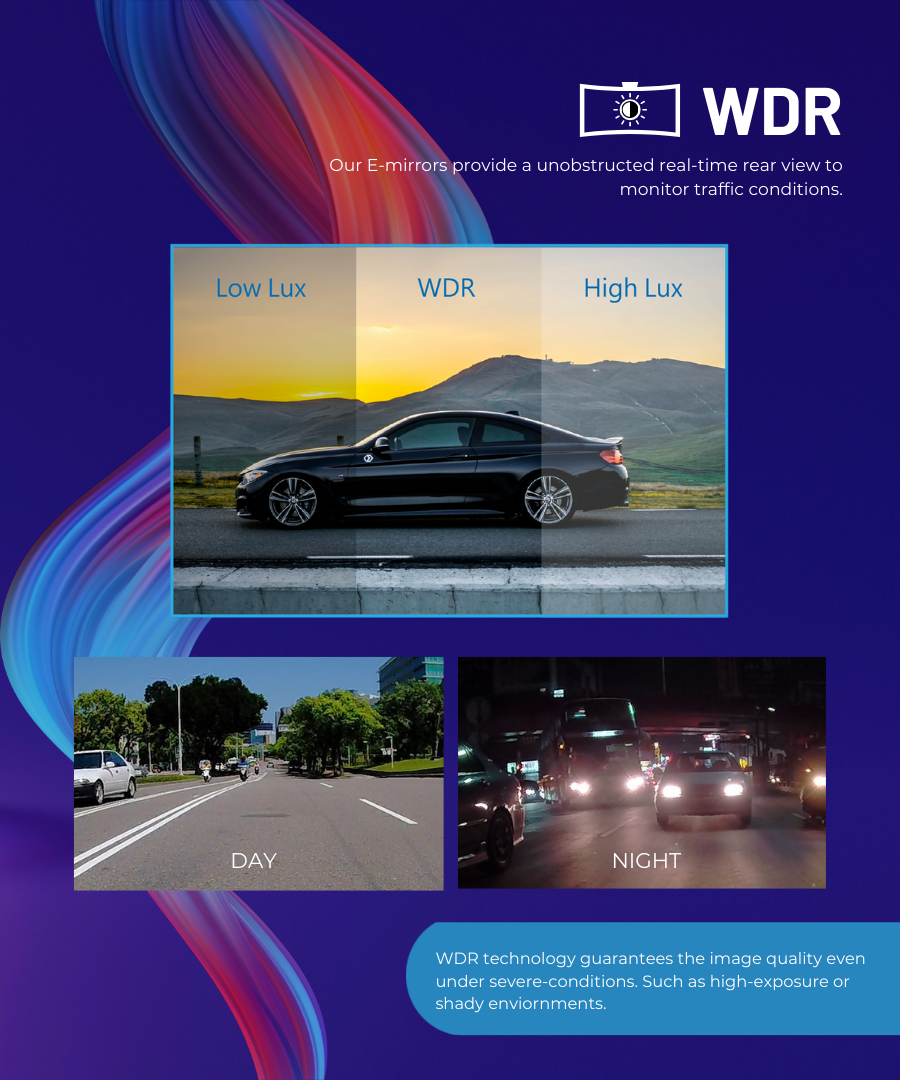 WDR
Our E-mirrors provide a unobstructed real-time rear view to
monitor traffic conditions.
Low Lux
WDR
High Lux
DAY
NIGHT
WDR technology guarantees the image quality even
under severe-conditions. Such as high-exposure or
shady enviornments.